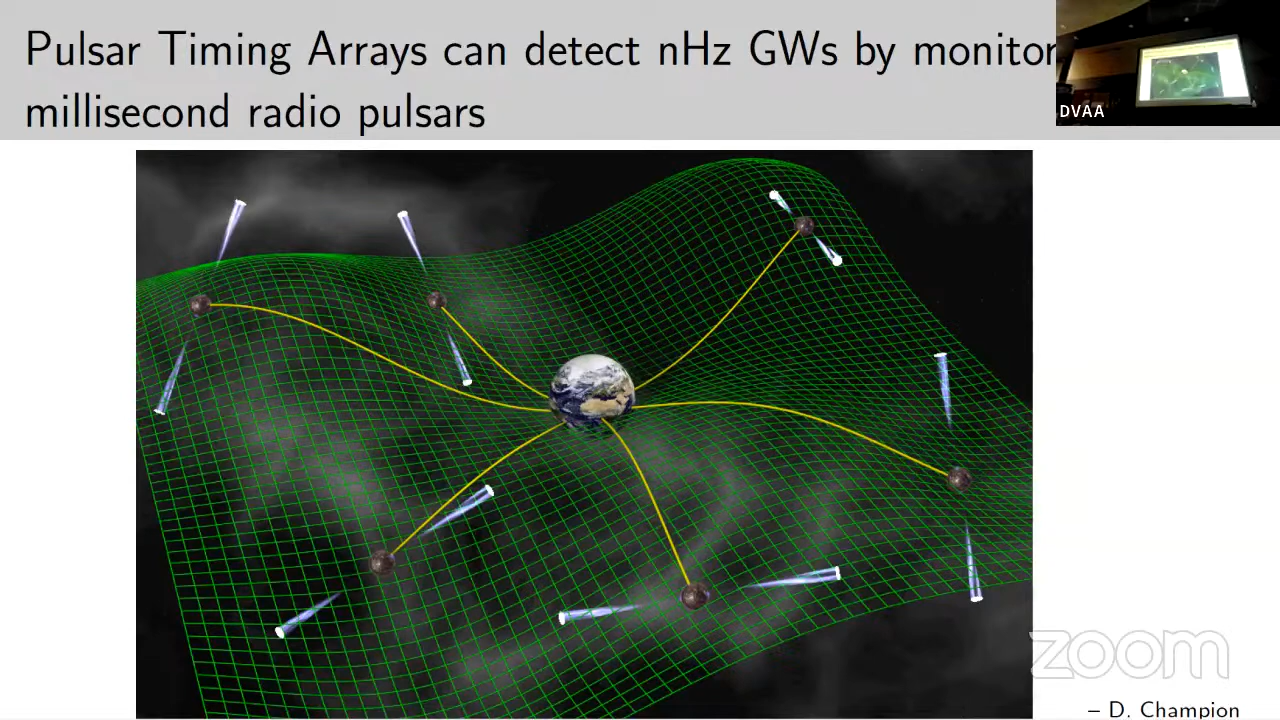 Pulsar Timing Arrays can detect nHz GWs by monitor
millisecond radio pulsars
DVAA
zoom
– D. Champion